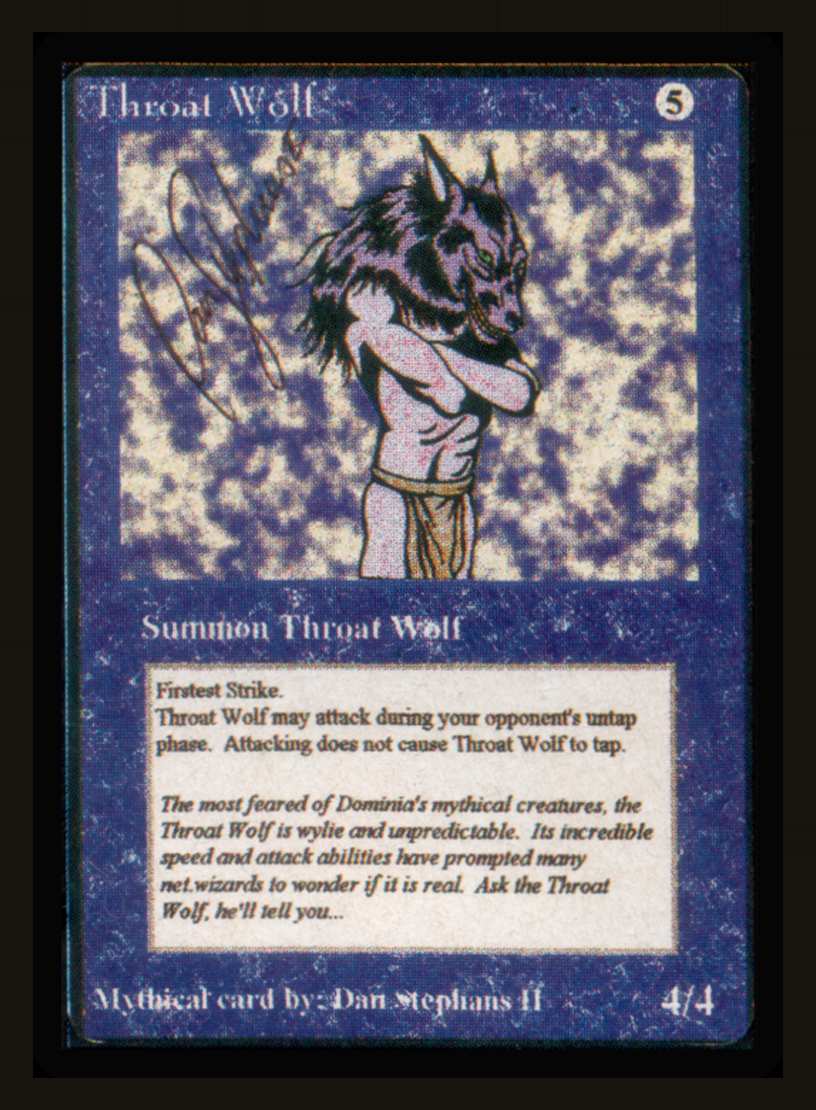 Throat Wolf
5
Dan Stephans II
Summon Throat Wolf
Firstest Strike.
Throat Wolf may attack during your opponent's untap
phase. Attacking does not cause Throat Wolf to tap.
The most feared of Dominia's mythical creatures, the
Throat Wolf is wylie and unpredictable. Its incredible
speed and attack abilities have prompted many
net.wizards to wonder if it is real. Ask the Throat
Wolf, he'll tell you...
Mythical card by: Dan Stephans II
4/4